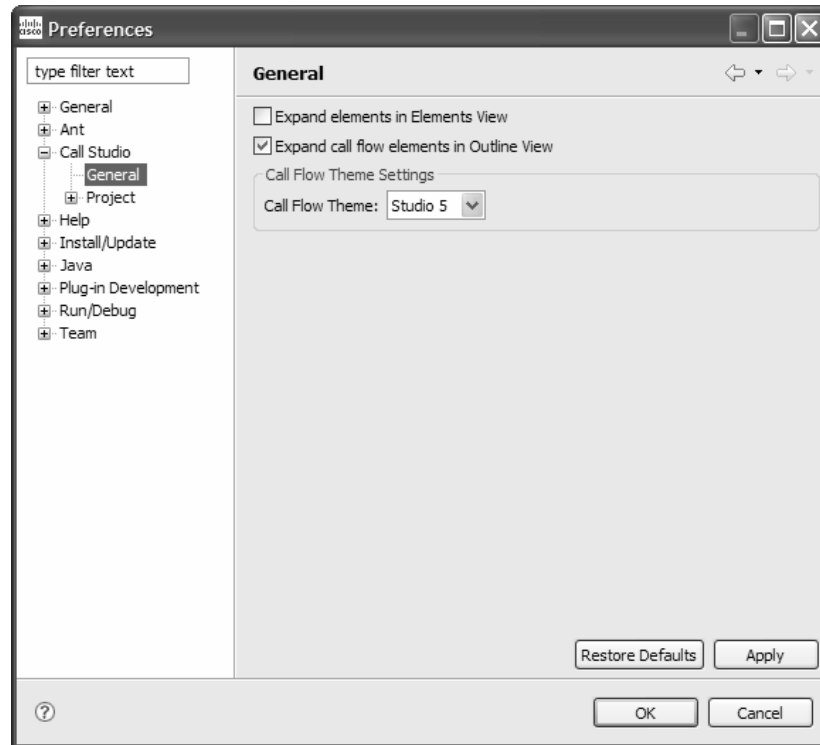 cisco Preferences
type filter text
General
Ant
Call Studio
General
Project
Help
Install/Update
Java
Plug-in Development
Run/Debug
Team
General
Expand elements in Elements View
Expand call flow elements in Outline View
Call Flow Theme Settings
Call Flow Theme: Studio 5
Restore Defaults Apply
? OK Cancel